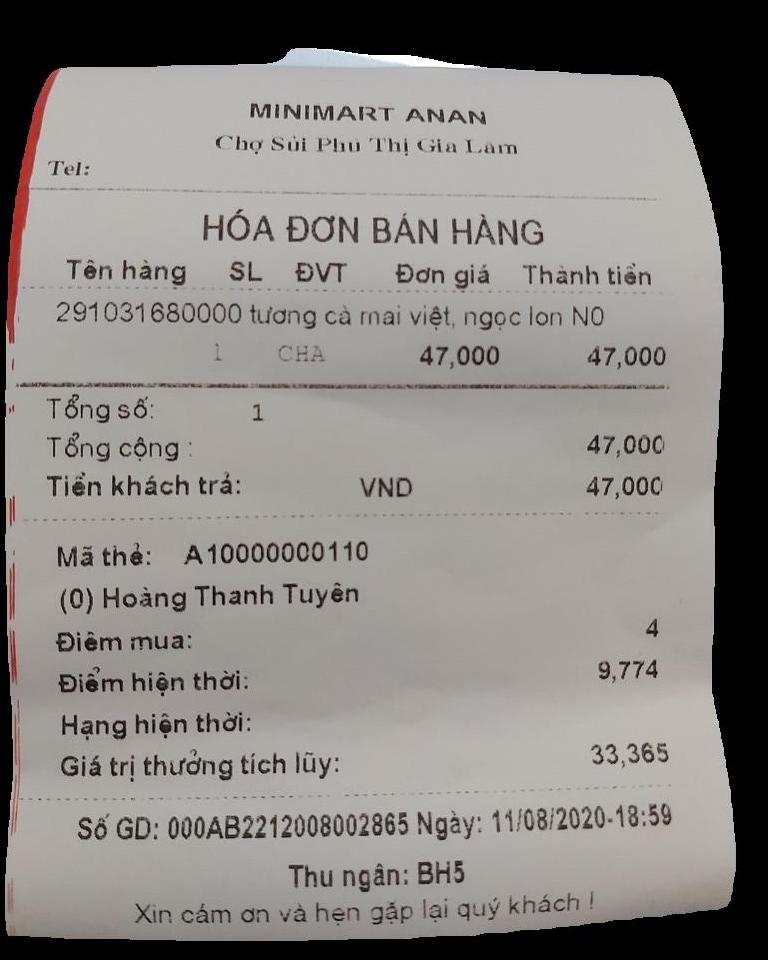 MINIMART ANAN
Chợ Sủi Phú Thị Gia Lâm
Tel:
HÓA ĐƠN BÁN HÀNG
Tên hàng SL ĐVT Đơn giá Thành tiền
291031680000 tương cà mai việt, ngọc lon N0
1 CHA 47,000 47,000
Tổng số: 1
Tổng cộng : 47,000
Tiền khách trả: VND 47,000
Mã thẻ: A10000000110
(0) Hoàng Thanh Tuyên
Điểm mua: 4
Điểm hiện thời: 9,774
Hạng hiện thời:
Giá trị thưởng tích lũy: 33,365
Số GD: 000AB2212008002865 Ngày: 11/08/2020-18:59
Thu ngân: BH5
Xin cám ơn và hẹn gặp lại quý khách !